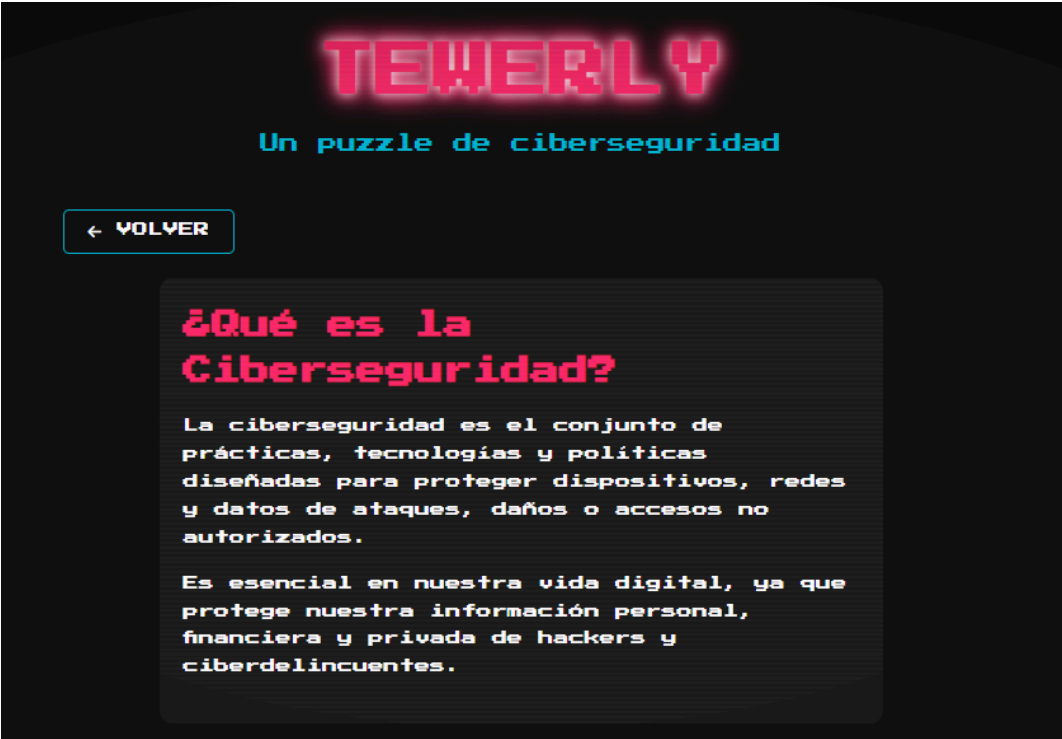 TEWERLY
Un puzzle de ciberseguridad
← VOLVER
¿Qué es la
Ciberseguridad?
La ciberseguridad es el conjunto de
prácticas, tecnologías y políticas
diseñadas para proteger dispositivos, redes
y datos de ataques, daños o accesos no
autorizados.
Es esencial en nuestra vida digital, ya que
protege nuestra información personal,
financiera y privada de hackers y
ciberdelincuentes.